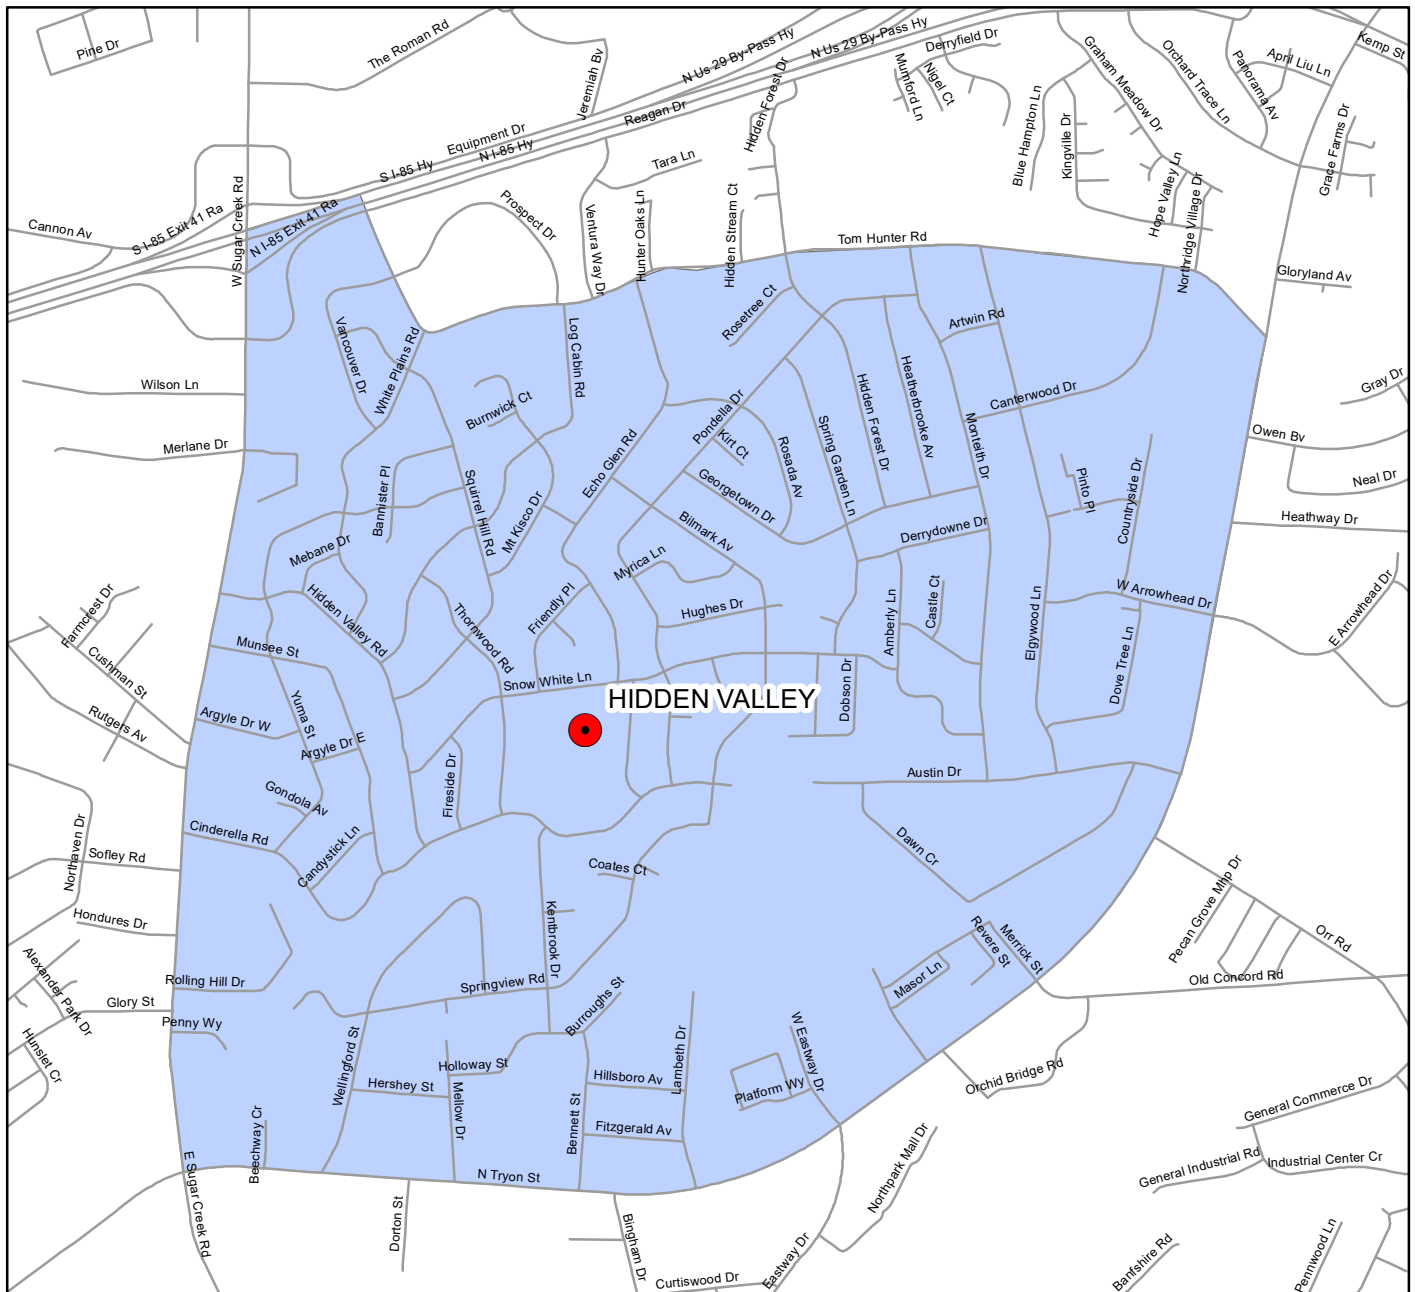 Pine Dr
The Roman Rd
Jeremiah Bv
N Us 29 By-Pass Hy
N Us 29 By-Pass Hy
Derryfield Dr
Mumford Ln
Nigel Ct
Graham Meadow Dr
Orchard Trace Ln
Panorama Av
April Liu Ln
Kemp St
Hidden Forest Dr
Reagan Dr
Equipment Dr
N I-85 Hy
S I-85 Hy
Tara Ln
Blue Hampton Ln
Kingville Dr
Hope Valley Ln
Northridge Village Dr
Grace Farms Dr
W Sugar Creek Rd
Cannon Av
S I-85 Exit 41 Ra
N I-85 Exit 41 Ra
Prospect Dr
Ventura Way Dr
Hunter Oaks Ln
Hidden Stream Ct
Tom Hunter Rd
Gloryland Av
Vancouver Dr
White Plains Rd
Log Cabin Rd
Rosetree Ct
Artwin Rd
Wilson Ln
Burnwick Ct
Pondella Dr
Kirt Ct
Hidden Forest Dr
Heatherbrooke Av
Canterwood Dr
Gray Dr
Merlane Dr
Echo Glen Rd
Rosada Av
Spring Garden Ln
Monteith Dr
Owen Bv
Bannister Pl
Squirrel Hill Rd
Mt Kisco Dr
Georgetown Dr
Pinto Pl
Countryside Dr
Neal Dr
Bilmark Av
Derrydowne Dr
Heathway Dr
Mebane Dr
Myrica Ln
Farmcrest Dr
Hidden Valley Rd
Thornwood Rd
Friendly Pl
Hughes Dr
Amberly Ln
Castle Ct
Elgywood Ln
W Arrowhead Dr
E Arrowhead Dr
Cushman St
Munsee St
Snow White Ln
Dobson Dr
Dove Tree Ln
HIDDEN VALLEY
Rutgers Av
Argyle Dr W
Yuma St
Argyle Dr E
Gondola Av
Fireside Dr
Austin Dr
Northaven Dr
Sofley Rd
Cinderella Rd
Candystick Ln
Coates Ct
Dawn Cr
Pecan Grove Mhp Dr
Hondures Dr
Kentbrook Dr
Revere St
Merrick St
Orr Rd
Alexander Park Dr
Rolling Hill Dr
Springview Rd
Masor Ln
Old Concord Rd
Glory St
Penny Wy
Burroughs St
Hunslet Cr
Wellingford St
Holloway St
Hershey St
Mellow Dr
Hillsboro Av
Lambeth Dr
Platform Wy
W Eastway Dr
Orchid Bridge Rd
General Commerce Dr
Beechway Cr
Bennett St
Fitzgerald Av
Northpark Mall Dr
General Industrial Rd
Industrial Center Cr
E Sugar Creek Rd
N Tryon St
Dorton St
Bingham Dr
Curtiswood Dr
Eastway Dr
Banfshire Rd
Pennwood Ln